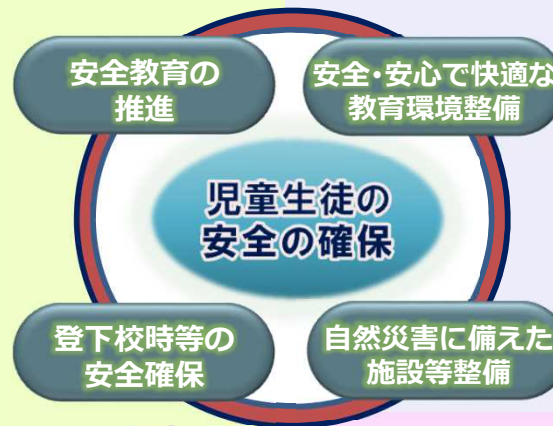 安全教育の
推進
安全・安心で快適な
教育環境整備
児童生徒の
安全の確保
登下校時等の
安全確保
自然災害に備えた
施設等整備